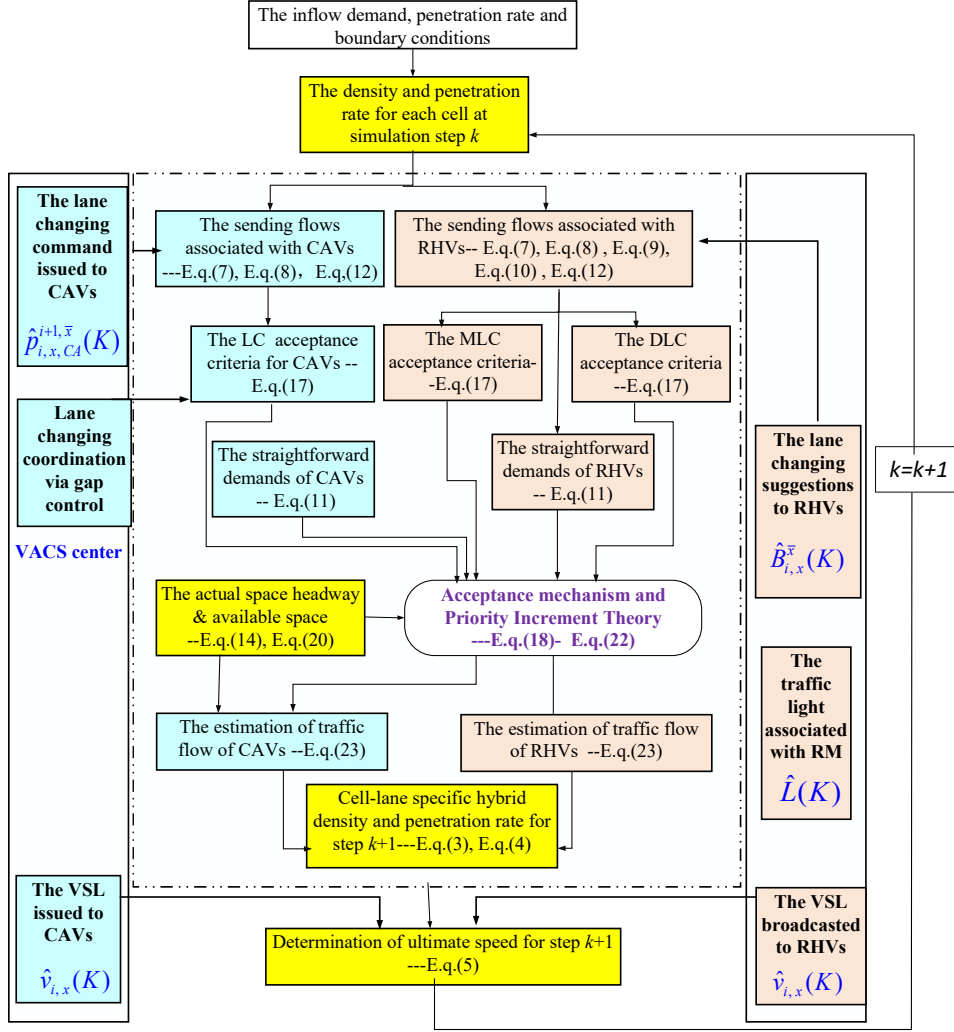 The inflow demand, penetration rate and
boundary conditions
The density and penetration
rate for each cell at
simulation step k
The lane
changing
command
issued to
CAVs
p̂_{i,x,CA}^{i+1,x̄}(K)
The sending flows
associated with CAVs
---E.q.(7), E.q.(8)，E.q,(12)
The sending flows associated with
RHVs-- E.q.(7), E.q.(8) , E.q.(9),
E.q.(10) , E.q.(12)
The LC acceptance
criteria for CAVs --
E.q.(17)
The MLC
acceptance criteria-
-E.q.(17)
The DLC
acceptance criteria
--E.q.(17)
Lane
changing
coordination
via gap
control
VACS center
The straightforward
demands of CAVs
-- E.q.(11)
The straightforward
demands of RHVs
-- E.q.(11)
The lane
changing
suggestions
to RHVs
B̂_{i,x}^{x̄}(K)
k=k+1
The actual space headway
& available space
--E.q.(14), E.q.(20)
Acceptance mechanism and
Priority Increment Theory
---E.q.(18)- E.q.(22)
The
traffic
light
associated
with RM
L̂(K)
The estimation of traffic
flow of CAVs --E.q.(23)
The estimation of traffic flow
of RHVs --E.q.(23)
Cell-lane specific hybrid
density and penetration rate for
step k+1---E.q.(3), E.q.(4)
The VSL
issued to
CAVs
v̂_{i,x}(K)
Determination of ultimate speed for step k+1
---E.q.(5)
The VSL
broadcasted
to RHVs
v̂_{i,x}(K)